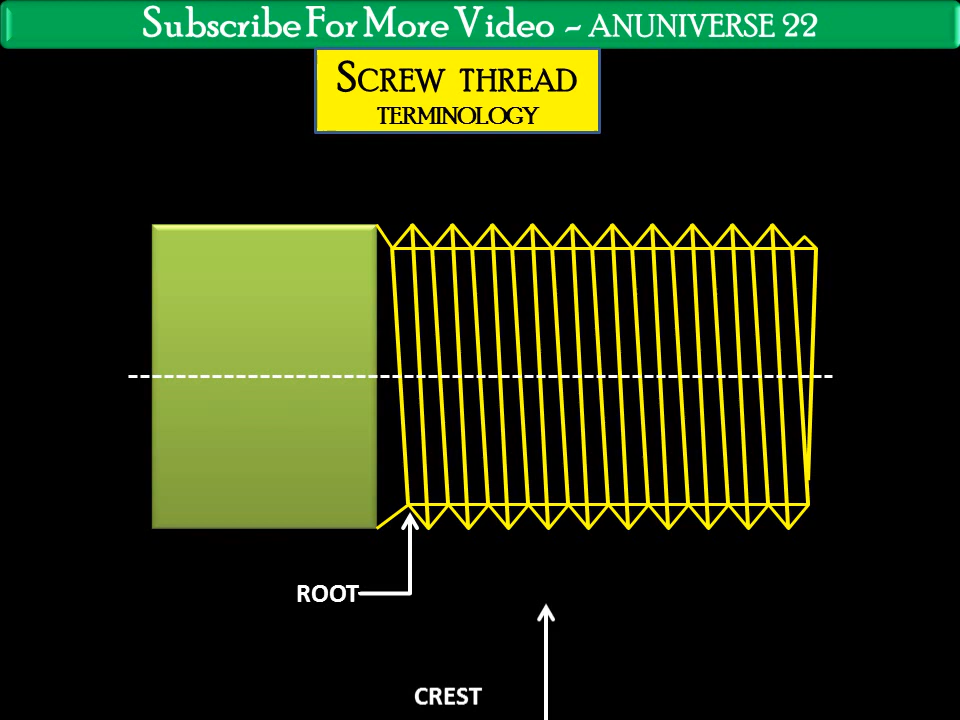 Subscribe For More Video - ANUNIVERSE 22
SCREW THREAD
TERMINOLOGY
ROOT
CREST